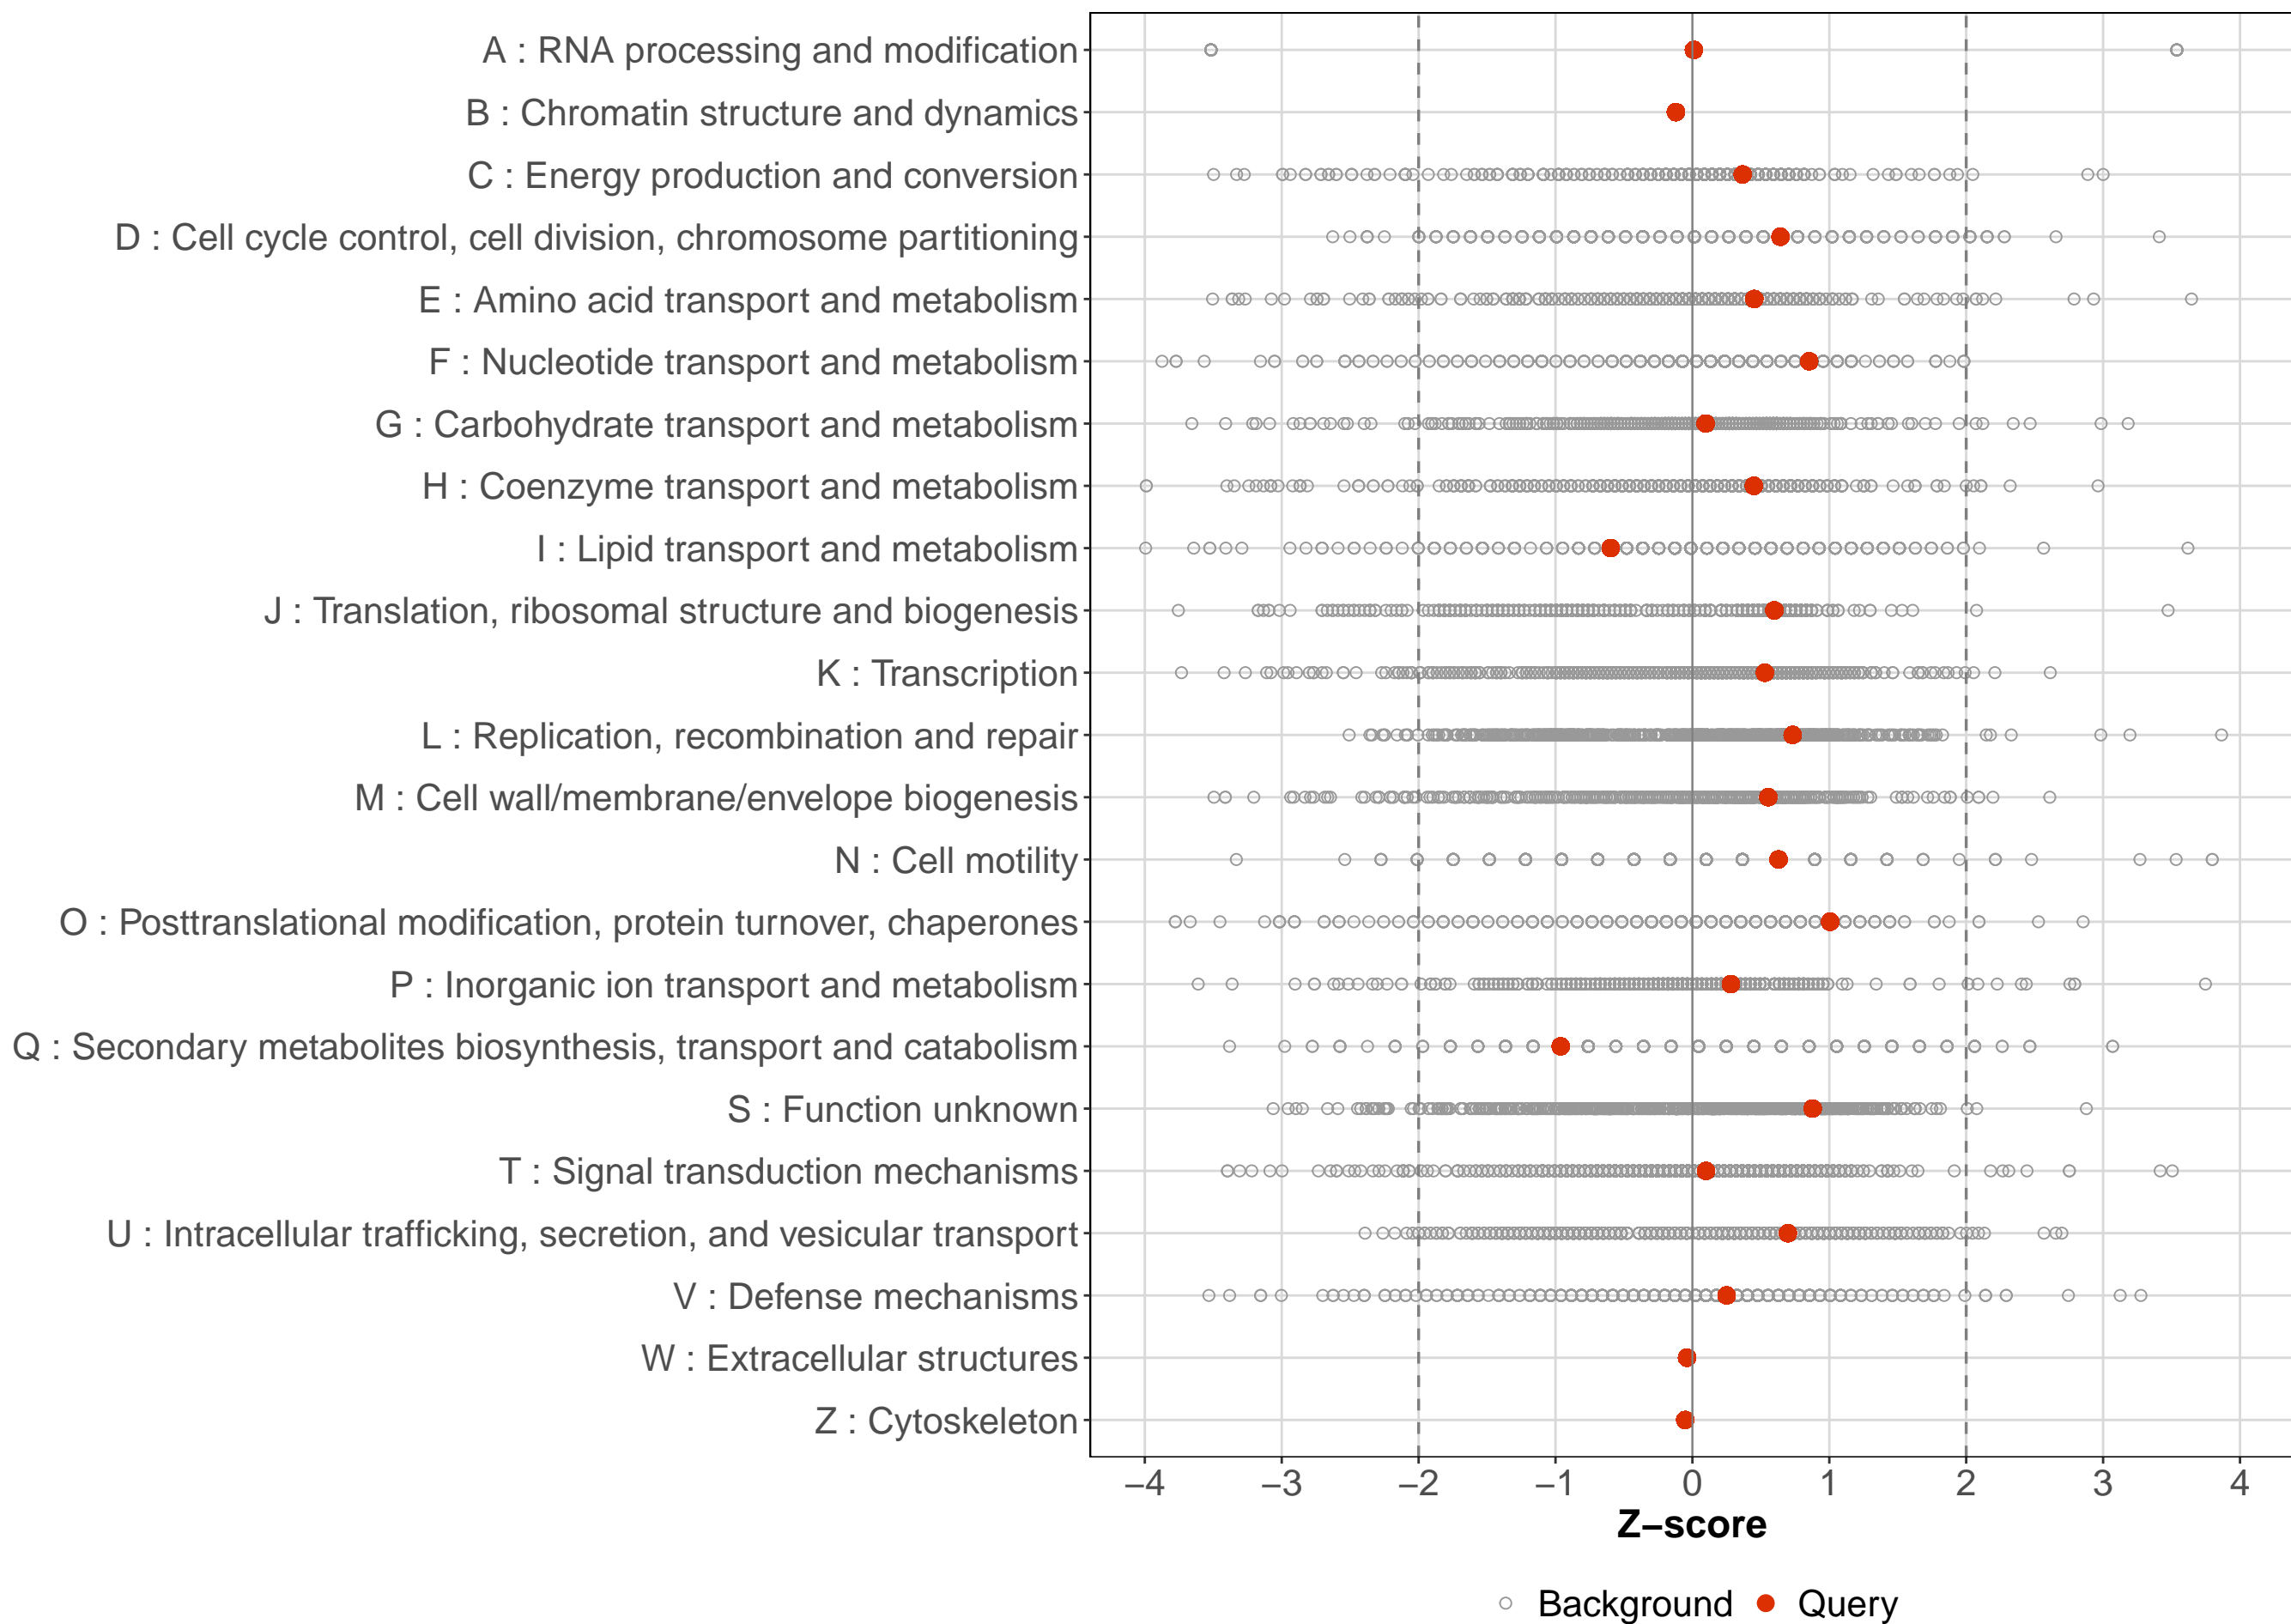 A : RNA processing and modification
B : Chromatin structure and dynamics
C : Energy production and conversion
D : Cell cycle control, cell division, chromosome partitioning
E : Amino acid transport and metabolism
F : Nucleotide transport and metabolism
G : Carbohydrate transport and metabolism
H : Coenzyme transport and metabolism
I : Lipid transport and metabolism
J : Translation, ribosomal structure and biogenesis
K : Transcription
L : Replication, recombination and repair
M : Cell wall/membrane/envelope biogenesis
N : Cell motility
O : Posttranslational modification, protein turnover, chaperones
P : Inorganic ion transport and metabolism
Q : Secondary metabolites biosynthesis, transport and catabolism
S : Function unknown
T : Signal transduction mechanisms
U : Intracellular trafficking, secretion, and vesicular transport
V : Defense mechanisms
W : Extracellular structures
Z : Cytoskeleton
−4 −3 −2 −1 0 1 2 3 4
Z−score
Background Query